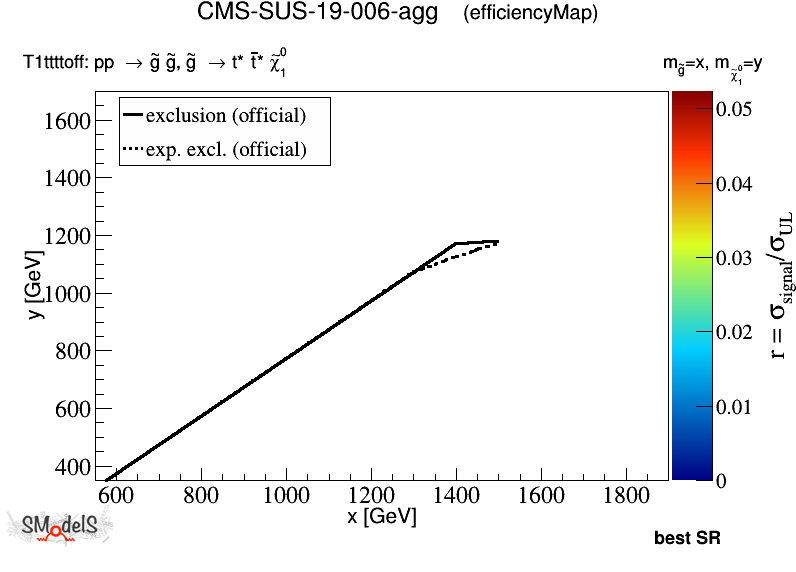 CMS-SUS-19-006-agg (efficiencyMap)
T1ttttoff: pp → g̃ g̃, g̃ → t* t̄* χ̃⁰₁ m_g̃=x, m_χ̃⁰₁=y
exclusion (official)
exp. excl. (official)
1600
1400
1200
1000
800
600
400
y [GeV]
600 800 1000 1200 1400 1600 1800
x [GeV]
0.05
0.04
0.03
0.02
0.01
0
r = σ_signal/σ_UL
SModelS
best SR